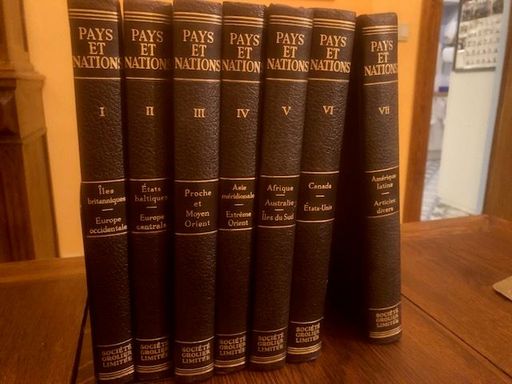 PAYS
ET
NATIONS
I
Îles
britanniques
Europe
occidentale
SOCIÉTÉ
GROLIER
LIMITÉE
PAYS
ET
NATIONS
II
États
baltiques
Europe
centrale
SOCIÉTÉ
GROLIER
LIMITÉE
PAYS
ET
NATIONS
III
Proche et
Moyen
Orient
SOCIÉTÉ
GROLIER
LIMITÉE
PAYS
ET
NATIONS
IV
Asie
méridionale
Extrême
Orient
SOCIÉTÉ
GROLIER
LIMITÉE
PAYS
ET
NATIONS
V
Afrique
Australie
Îles du Sud
SOCIÉTÉ
GROLIER
LIMITÉE
PAYS
ET
NATIONS
VI
Canada
États-Unis
SOCIÉTÉ
GROLIER
LIMITÉE
PAYS
ET
NATIONS
VII
Amérique
latine
Articles
divers
SOCIÉTÉ
GROLIER
LIMITÉE